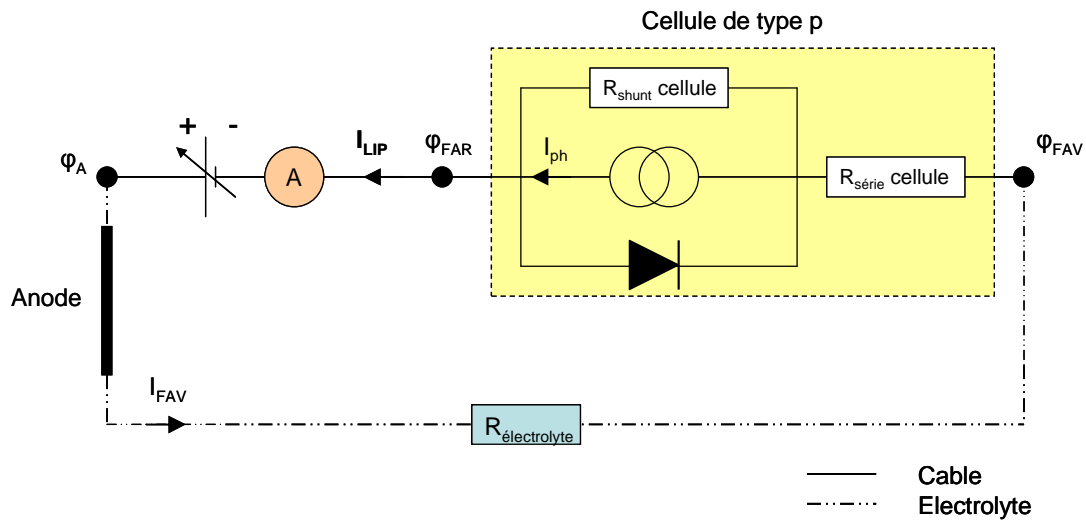 Cellule de type p
R_shunt cellule
+ -
I_LIP
φ_FAR
I_ph
φ_FAV
φ_A
A
R_série cellule
Anode
I_FAV
R_électrolyte
Cable
Electrolyte